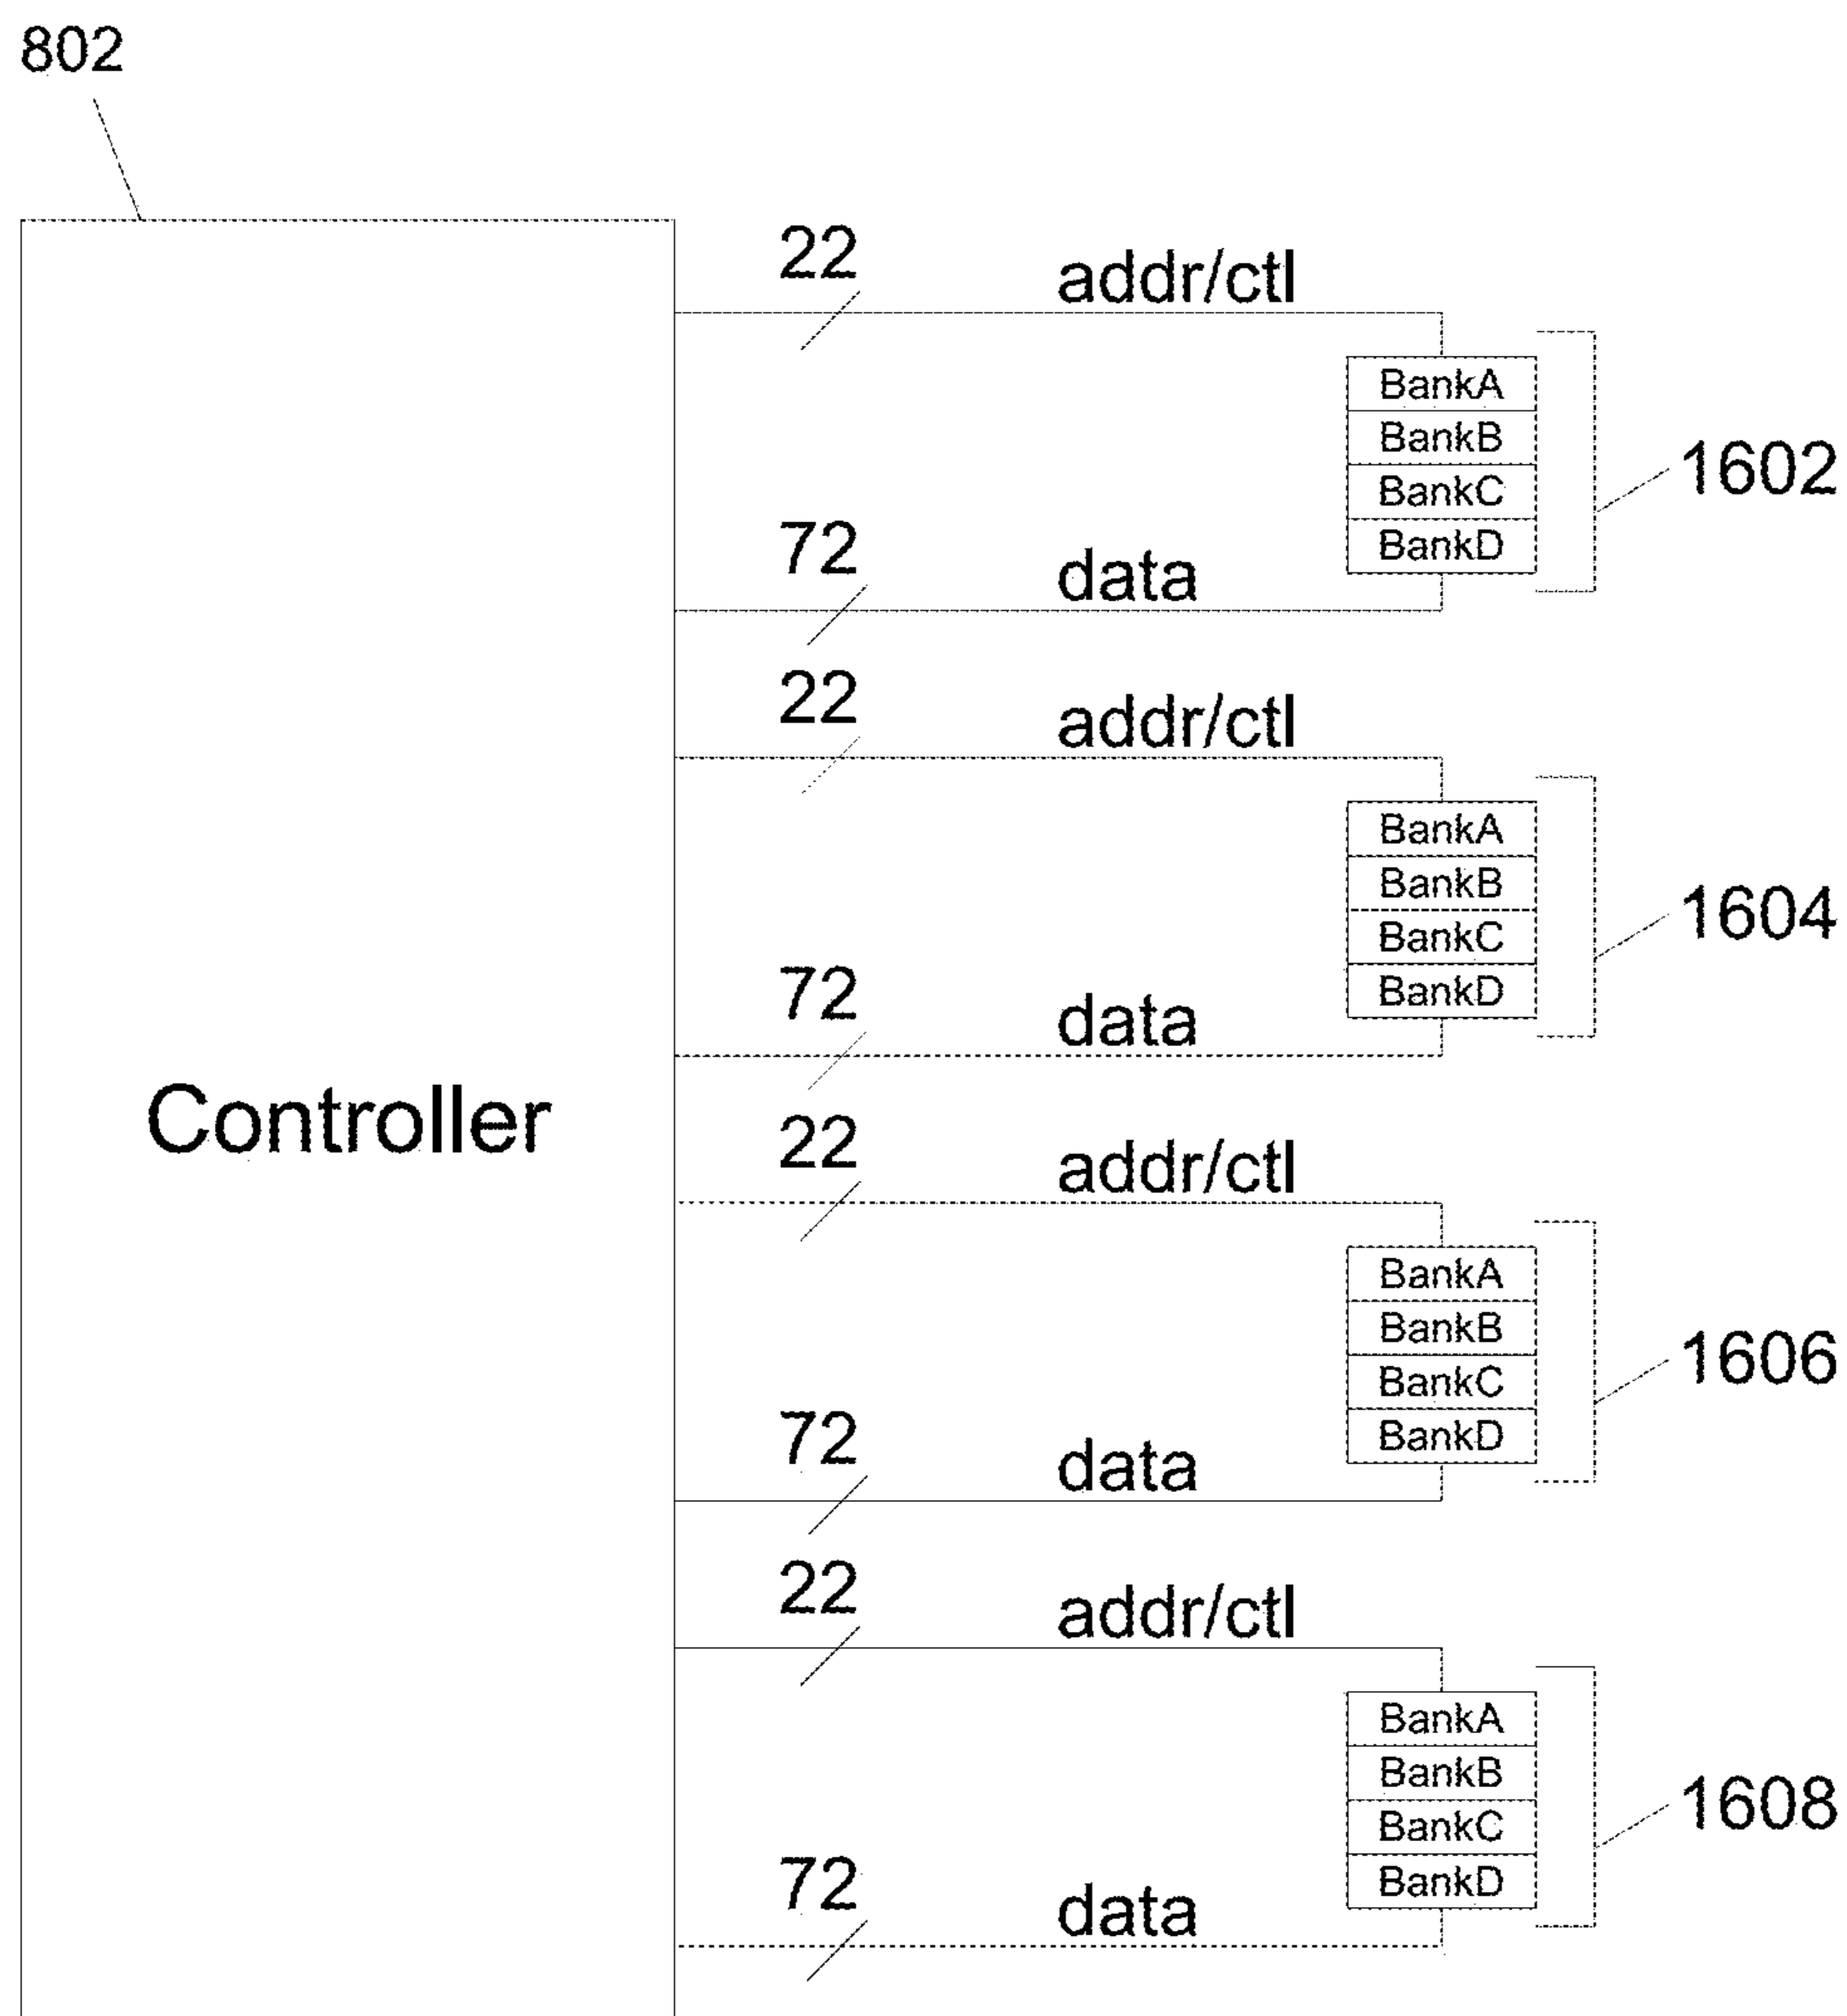 802
22 addr/ctl
BankA
BankB
1602
BankC
BankD
72 data
22 addr/ctl
BankA
BankB
1604
BankC
BankD
72 data
Controller
22 addr/ctl
BankA
BankB
1606
BankC
BankD
72 data
22 addr/ctl
BankA
BankB
1608
BankC
BankD
72 data